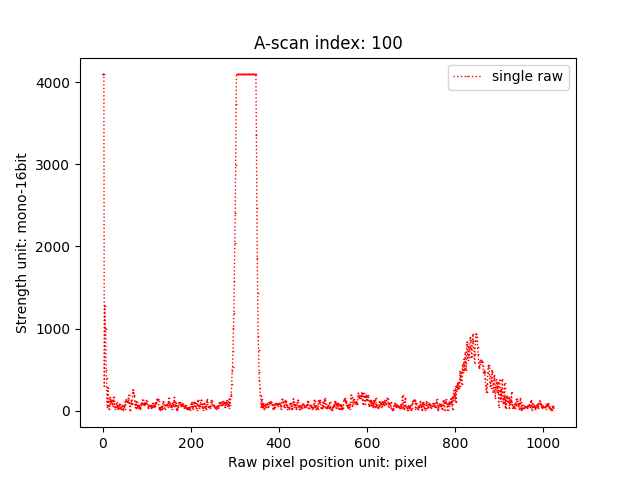 A-scan index: 100
single raw
4000
3000
2000
1000
0
Strength unit: mono-16bit
0 200 400 600 800 1000
Raw pixel position unit: pixel